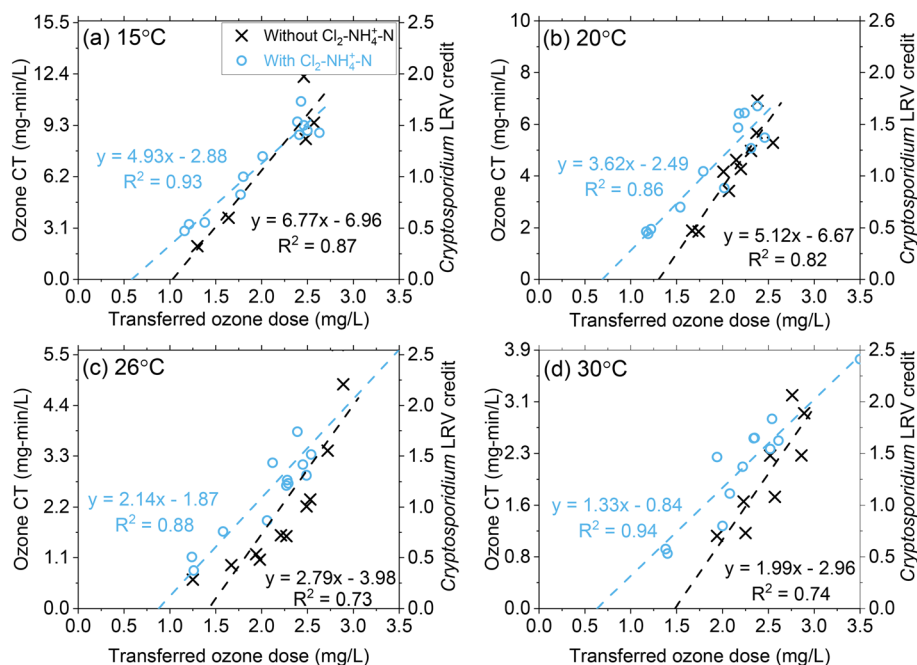 (a) 15°C
× Without Cl₂-NH₄⁺-N
○ With Cl₂-NH₄⁺-N
y = 4.93x - 2.88
R² = 0.93
y = 6.77x - 6.96
R² = 0.87
15.5
12.4
9.3
6.2
3.1
0.0
Ozone CT (mg-min/L)
2.5
2.0
1.5
1.0
0.5
0.0
Cryptosporidium LRV credit
0.0 0.5 1.0 1.5 2.0 2.5 3.0 3.5
Transferred ozone dose (mg/L)
(b) 20°C
y = 3.62x - 2.49
R² = 0.86
y = 5.12x - 6.67
R² = 0.82
10
8
6
4
2
0
Ozone CT (mg-min/L)
2.6
2.1
1.6
1.0
0.5
0.0
Cryptosporidium LRV credit
0.0 0.5 1.0 1.5 2.0 2.5 3.0 3.5
Transferred ozone dose (mg/L)
(c) 26°C
y = 2.14x - 1.87
R² = 0.88
y = 2.79x - 3.98
R² = 0.73
5.5
4.4
3.3
2.2
1.1
0.0
Ozone CT (mg-min/L)
2.5
2.0
1.5
1.0
0.5
0.0
Cryptosporidium LRV credit
0.0 0.5 1.0 1.5 2.0 2.5 3.0 3.5
Transferred ozone dose (mg/L)
(d) 30°C
y = 1.33x - 0.84
R² = 0.94
y = 1.99x - 2.96
R² = 0.74
3.9
3.1
2.3
1.6
0.8
0.0
Ozone CT (mg-min/L)
2.5
2.0
1.5
1.0
0.5
0.0
Cryptosporidium LRV credit
0.0 0.5 1.0 1.5 2.0 2.5 3.0 3.5
Transferred ozone dose (mg/L)